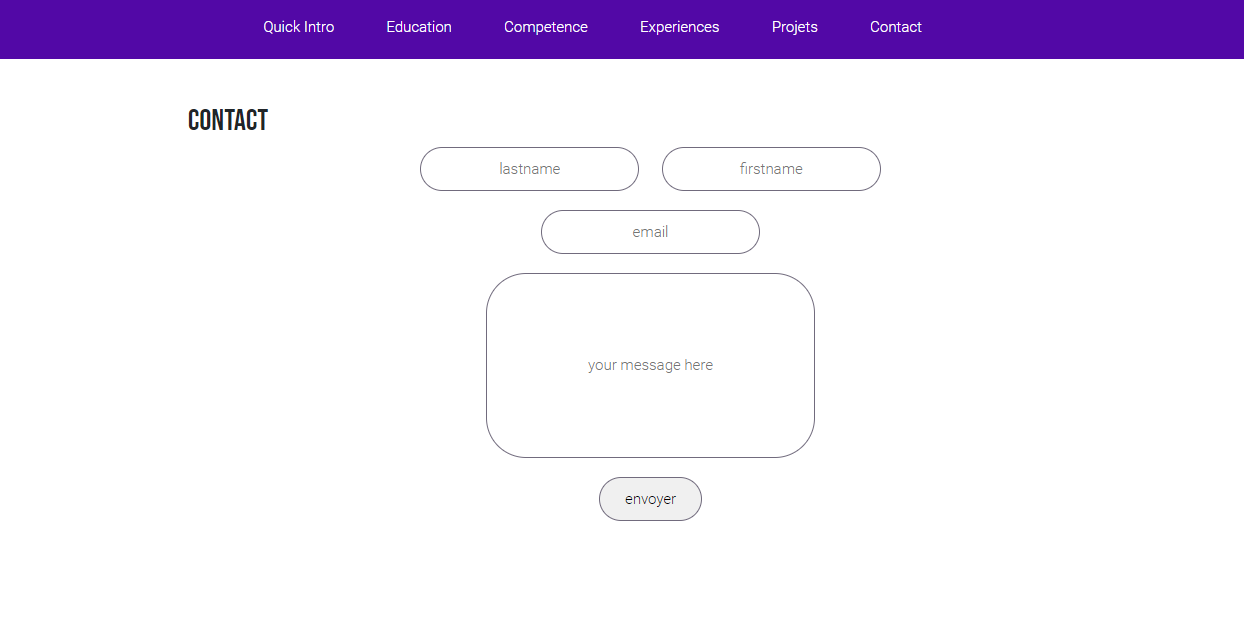 Quick Intro Education Competence Experiences Projets Contact
CONTACT
lastname firstname
email
your message here
envoyer